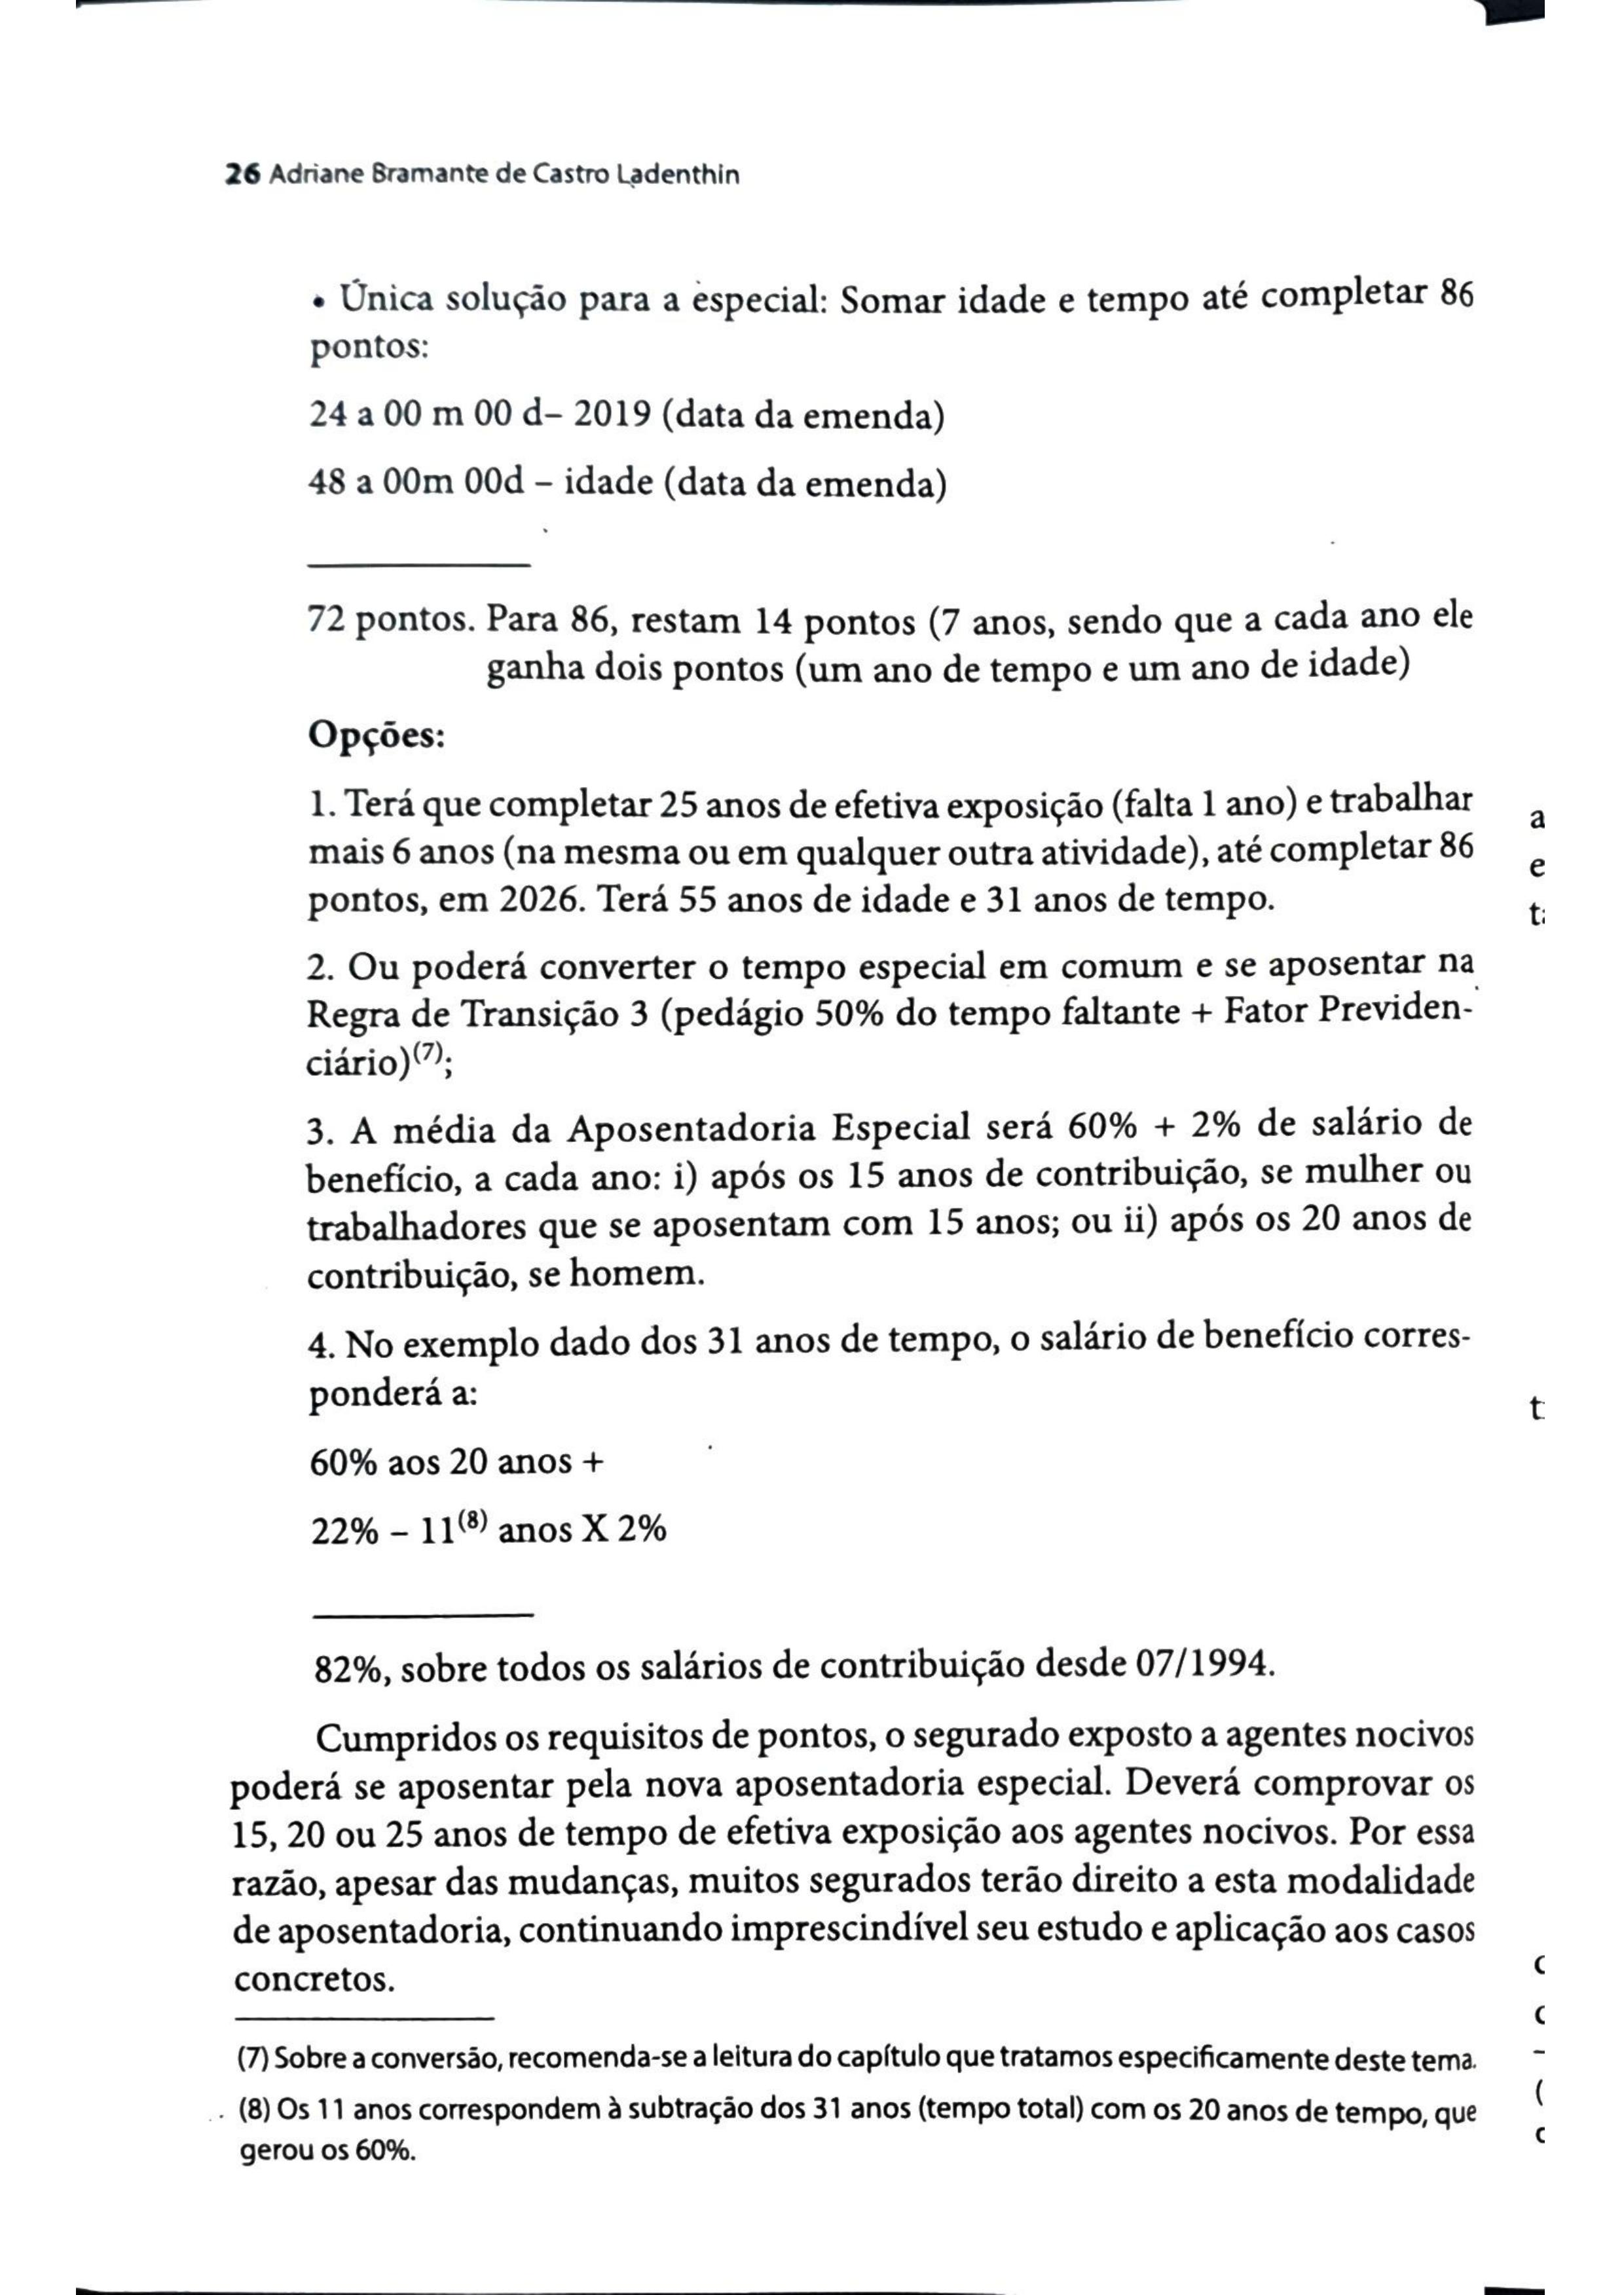 26 Adriane Bramante de Castro Ladenthin
• Única solução para a especial: Somar idade e tempo até completar 86
pontos:
24 a 00 m 00 d– 2019 (data da emenda)
48 a 00m 00d – idade (data da emenda)
72 pontos. Para 86, restam 14 pontos (7 anos, sendo que a cada ano ele
ganha dois pontos (um ano de tempo e um ano de idade)
Opções:
1. Terá que completar 25 anos de efetiva exposição (falta 1 ano) e trabalhar
mais 6 anos (na mesma ou em qualquer outra atividade), até completar 86
pontos, em 2026. Terá 55 anos de idade e 31 anos de tempo.
2. Ou poderá converter o tempo especial em comum e se aposentar na
Regra de Transição 3 (pedágio 50% do tempo faltante + Fator Previden-
ciário)(7);
3. A média da Aposentadoria Especial será 60% + 2% de salário de
benefício, a cada ano: i) após os 15 anos de contribuição, se mulher ou
trabalhadores que se aposentam com 15 anos; ou ii) após os 20 anos de
contribuição, se homem.
4. No exemplo dado dos 31 anos de tempo, o salário de benefício corres-
ponderá a:
60% aos 20 anos +
22% – 11(8) anos X 2%
82%, sobre todos os salários de contribuição desde 07/1994.
Cumpridos os requisitos de pontos, o segurado exposto a agentes nocivos
poderá se aposentar pela nova aposentadoria especial. Deverá comprovar os
15, 20 ou 25 anos de tempo de efetiva exposição aos agentes nocivos. Por essa
razão, apesar das mudanças, muitos segurados terão direito a esta modalidade
de aposentadoria, continuando imprescindível seu estudo e aplicação aos casos
concretos.
(7) Sobre a conversão, recomenda-se a leitura do capítulo que tratamos especificamente deste tema.
(8) Os 11 anos correspondem à subtração dos 31 anos (tempo total) com os 20 anos de tempo, que
gerou os 60%.